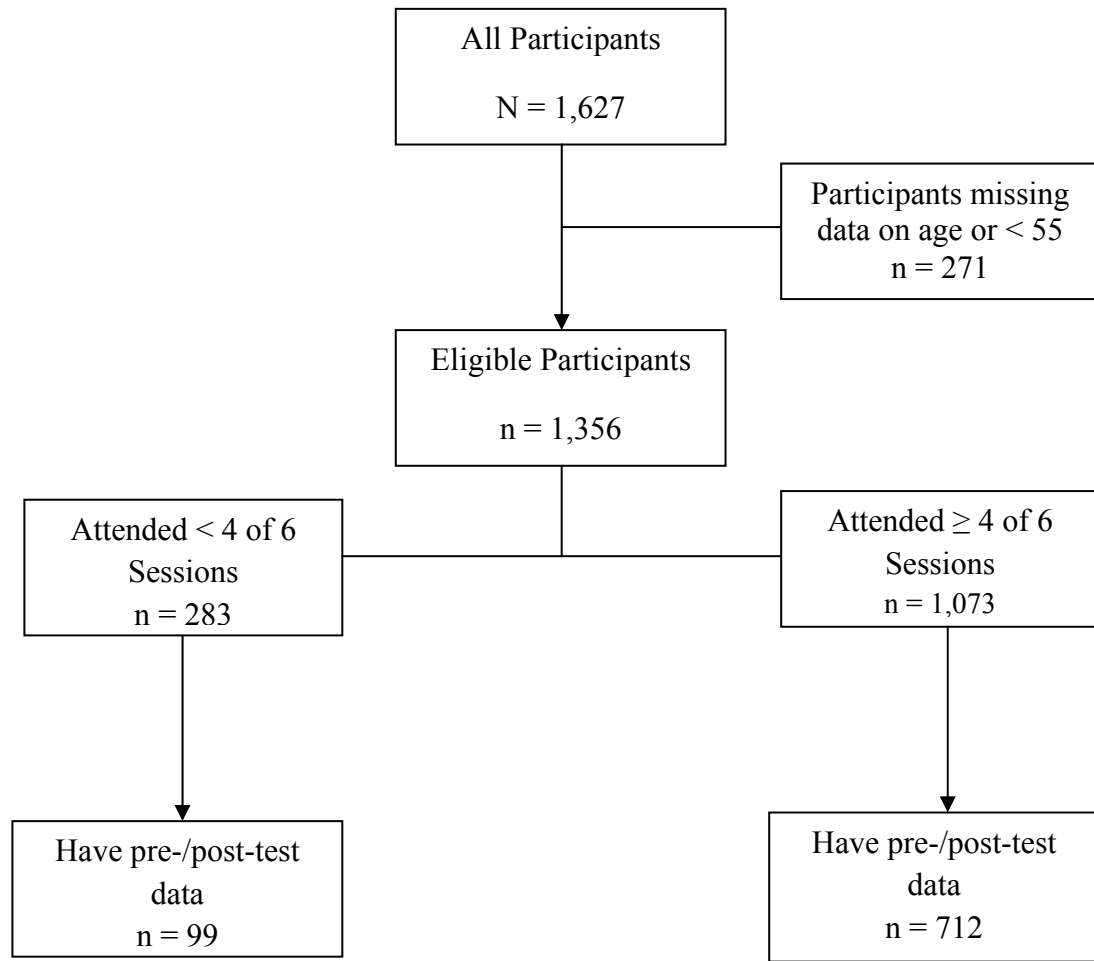 All Participants
N = 1,627
Participants missing
data on age or < 55
n = 271
Eligible Participants
n = 1,356
Attended < 4 of 6
Sessions
n = 283
Attended ≥ 4 of 6
Sessions
n = 1,073
Have pre-/post-test
data
n = 99
Have pre-/post-test
data
n = 712